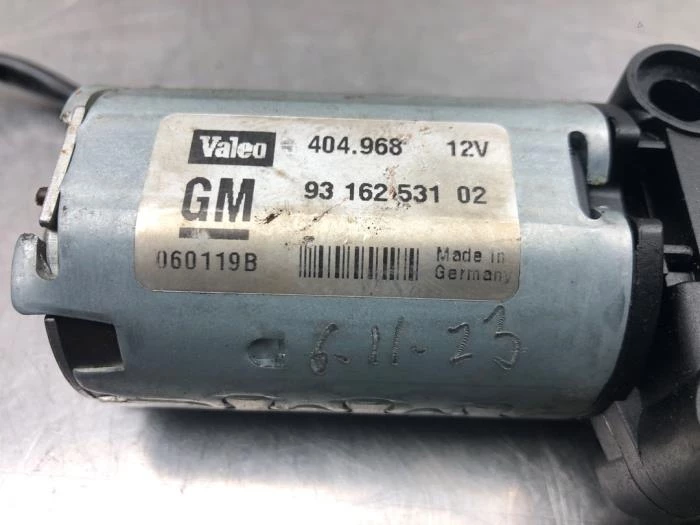 Valeo 404.968 12V
GM 93 162 531 02
060119B Made in
Germany
6-11-23